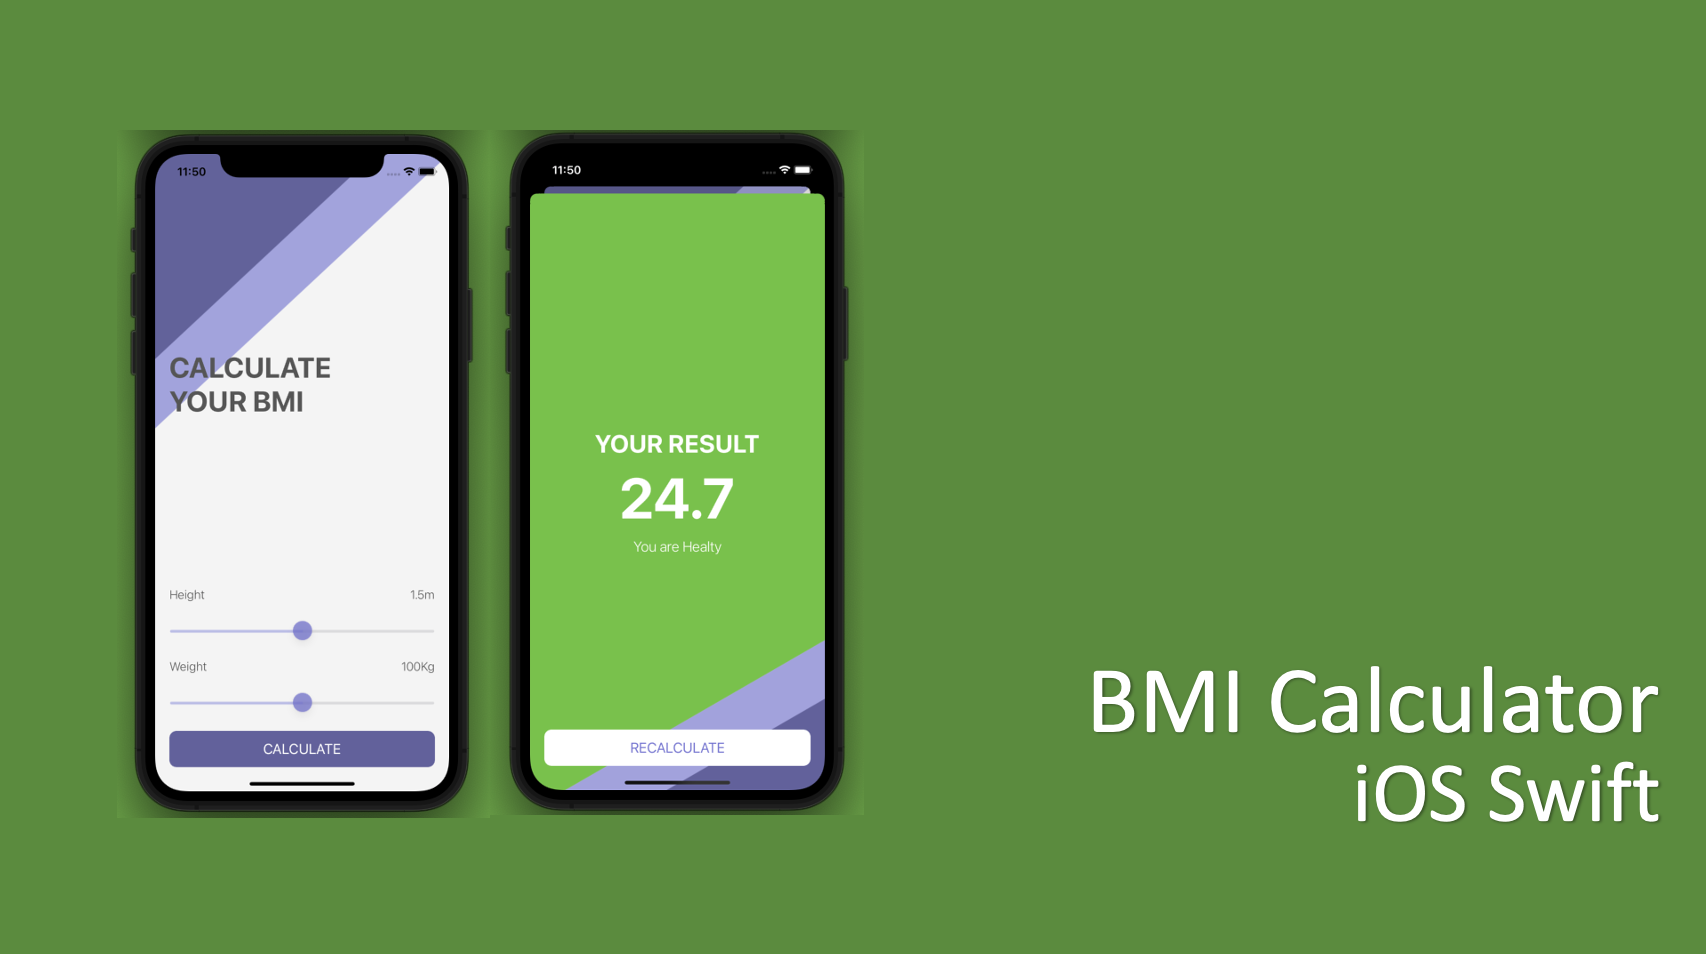 11:50
CALCULATE
YOUR BMI
Height 1.5m
Weight 100Kg
CALCULATE
11:50
YOUR RESULT
24.7
You are Healty
RECALCULATE
BMI Calculator
iOS Swift